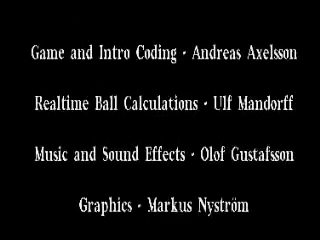 Game and Intro Coding - Andreas Axelsson
Realtime Ball Calculations - Ulf Mandorff
Music and Sound Effects - Olof Gustafsson
Graphics - Markus Nyström